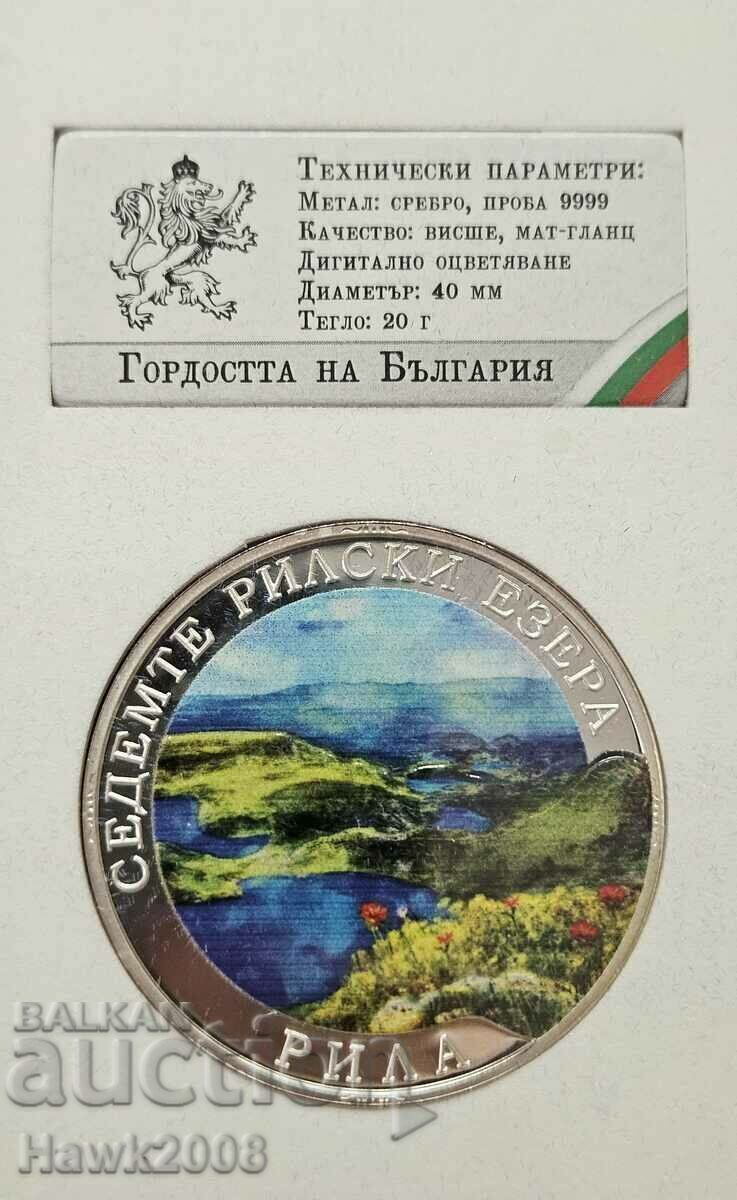 Технически параметри:
Метал: сребро, проба 9999
Качество: висше, мат-гланц
Дигитално оцветяване
Диаметър: 40 мм
Тегло: 20 г
Гордостта на България
СЕДЕМТЕ РИЛСКИ ЕЗЕРА
РИЛА
BALKAN
auction
Hawk2008